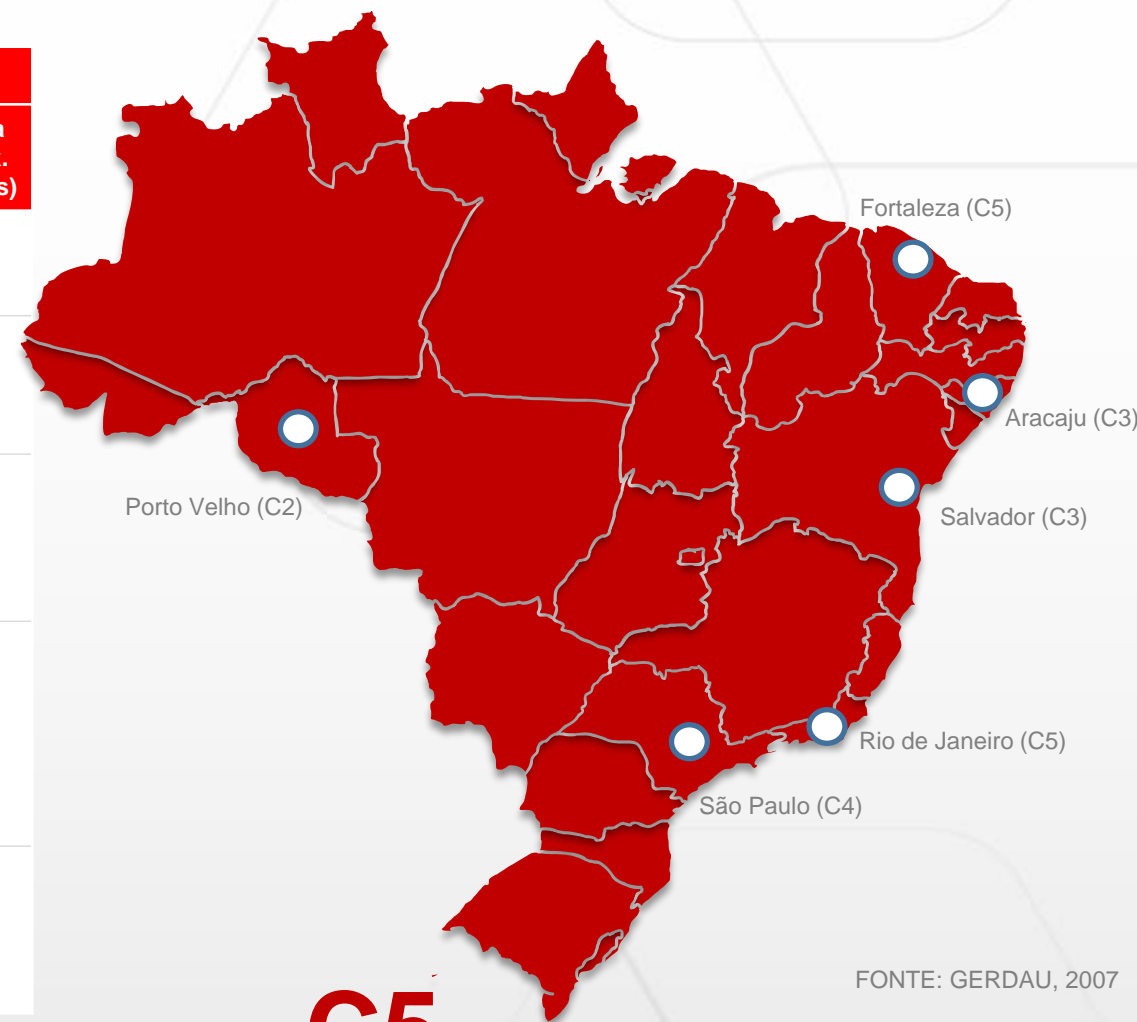 Fortaleza (C5)
Aracaju (C3)
Porto Velho (C2)
Salvador (C3)
Rio de Janeiro (C5)
São Paulo (C4)
FONTE: GERDAU, 2007
C5